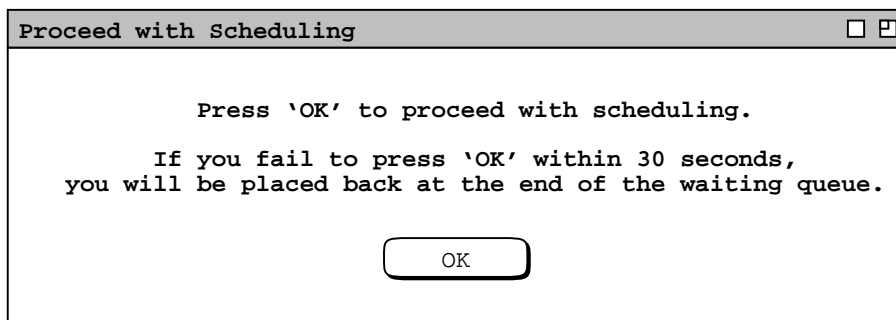 Proceed with Scheduling
Press ‘OK’ to proceed with scheduling.
If you fail to press ‘OK’ within 30 seconds,
you will be placed back at the end of the waiting queue.
OK